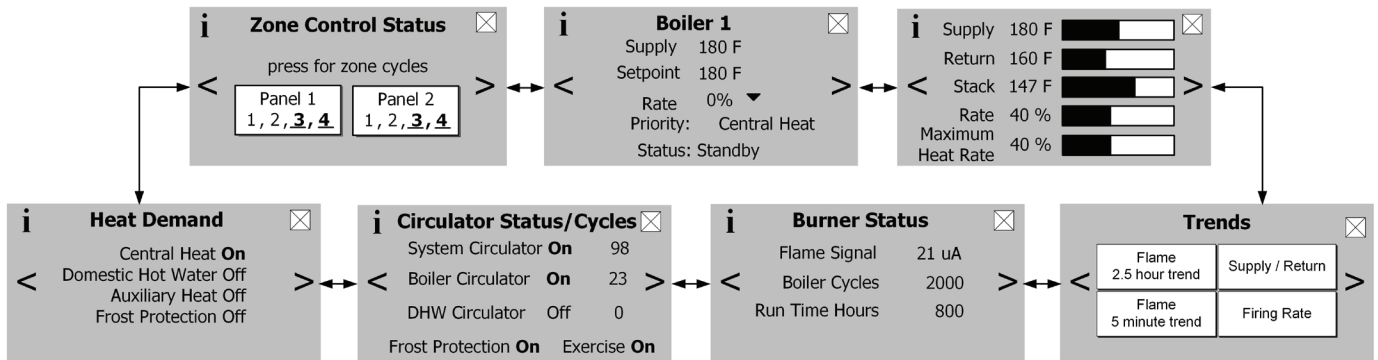 i Zone Control Status
press for zone cycles
< >
Panel 1
1, 2, 3, 4
Panel 2
1, 2, 3, 4
i Boiler 1
Supply 180 F
Setpoint 180 F
< >
Rate 0%
Priority: Central Heat
Status: Standby
i Supply 180 F
Return 160 F
< Stack 147 F >
Rate 40 %
Maximum
Heat Rate 40 %
i Heat Demand
Central Heat On
Domestic Hot Water Off
< >
Auxiliary Heat Off
Frost Protection Off
i Circulator Status/Cycles
System Circulator On 98
< Boiler Circulator On 23 >
DHW Circulator Off 0
Frost Protection On Exercise On
i Burner Status
Flame Signal 21 uA
< Boiler Cycles 2000 >
Run Time Hours 800
Trends
Flame
2.5 hour trend
Supply / Return
< >
Flame
5 minute trend
Firing Rate